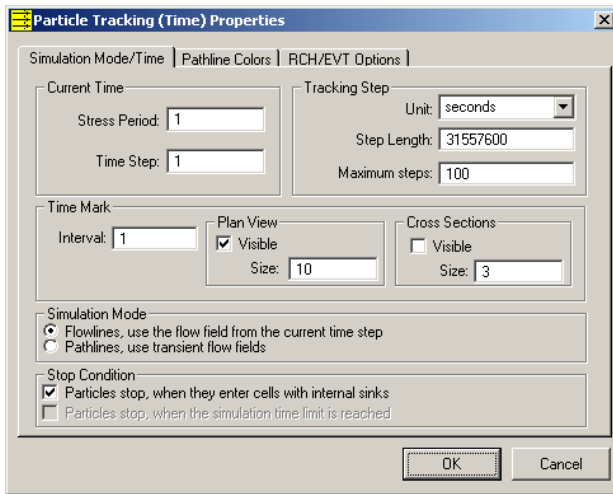 Particle Tracking (Time) Properties
Simulation Mode/Time Pathline Colors RCH/EVT Options
Current Time
Stress Period: 1
Time Step: 1
Tracking Step
Unit: seconds
Step Length: 31557600
Maximum steps: 100
Time Mark
Interval: 1
Plan View
Visible
Size: 10
Cross Sections
Visible
Size: 3
Simulation Mode
Flowlines, use the flow field from the current time step
Pathlines, use transient flow fields
Stop Condition
Particles stop, when they enter cells with internal sinks
Particles stop, when the simulation time limit is reached
OK Cancel